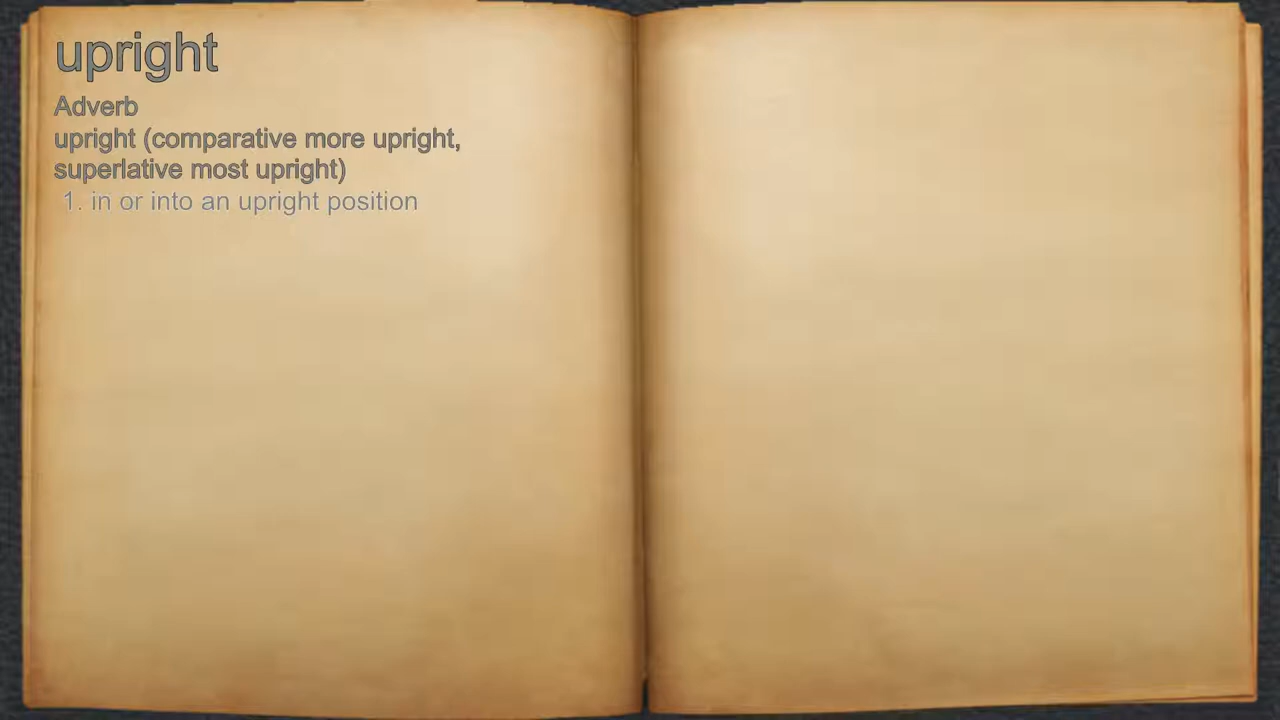 upright
Adverb
upright (comparative more upright,
superlative most upright)
1. in or into an upright position